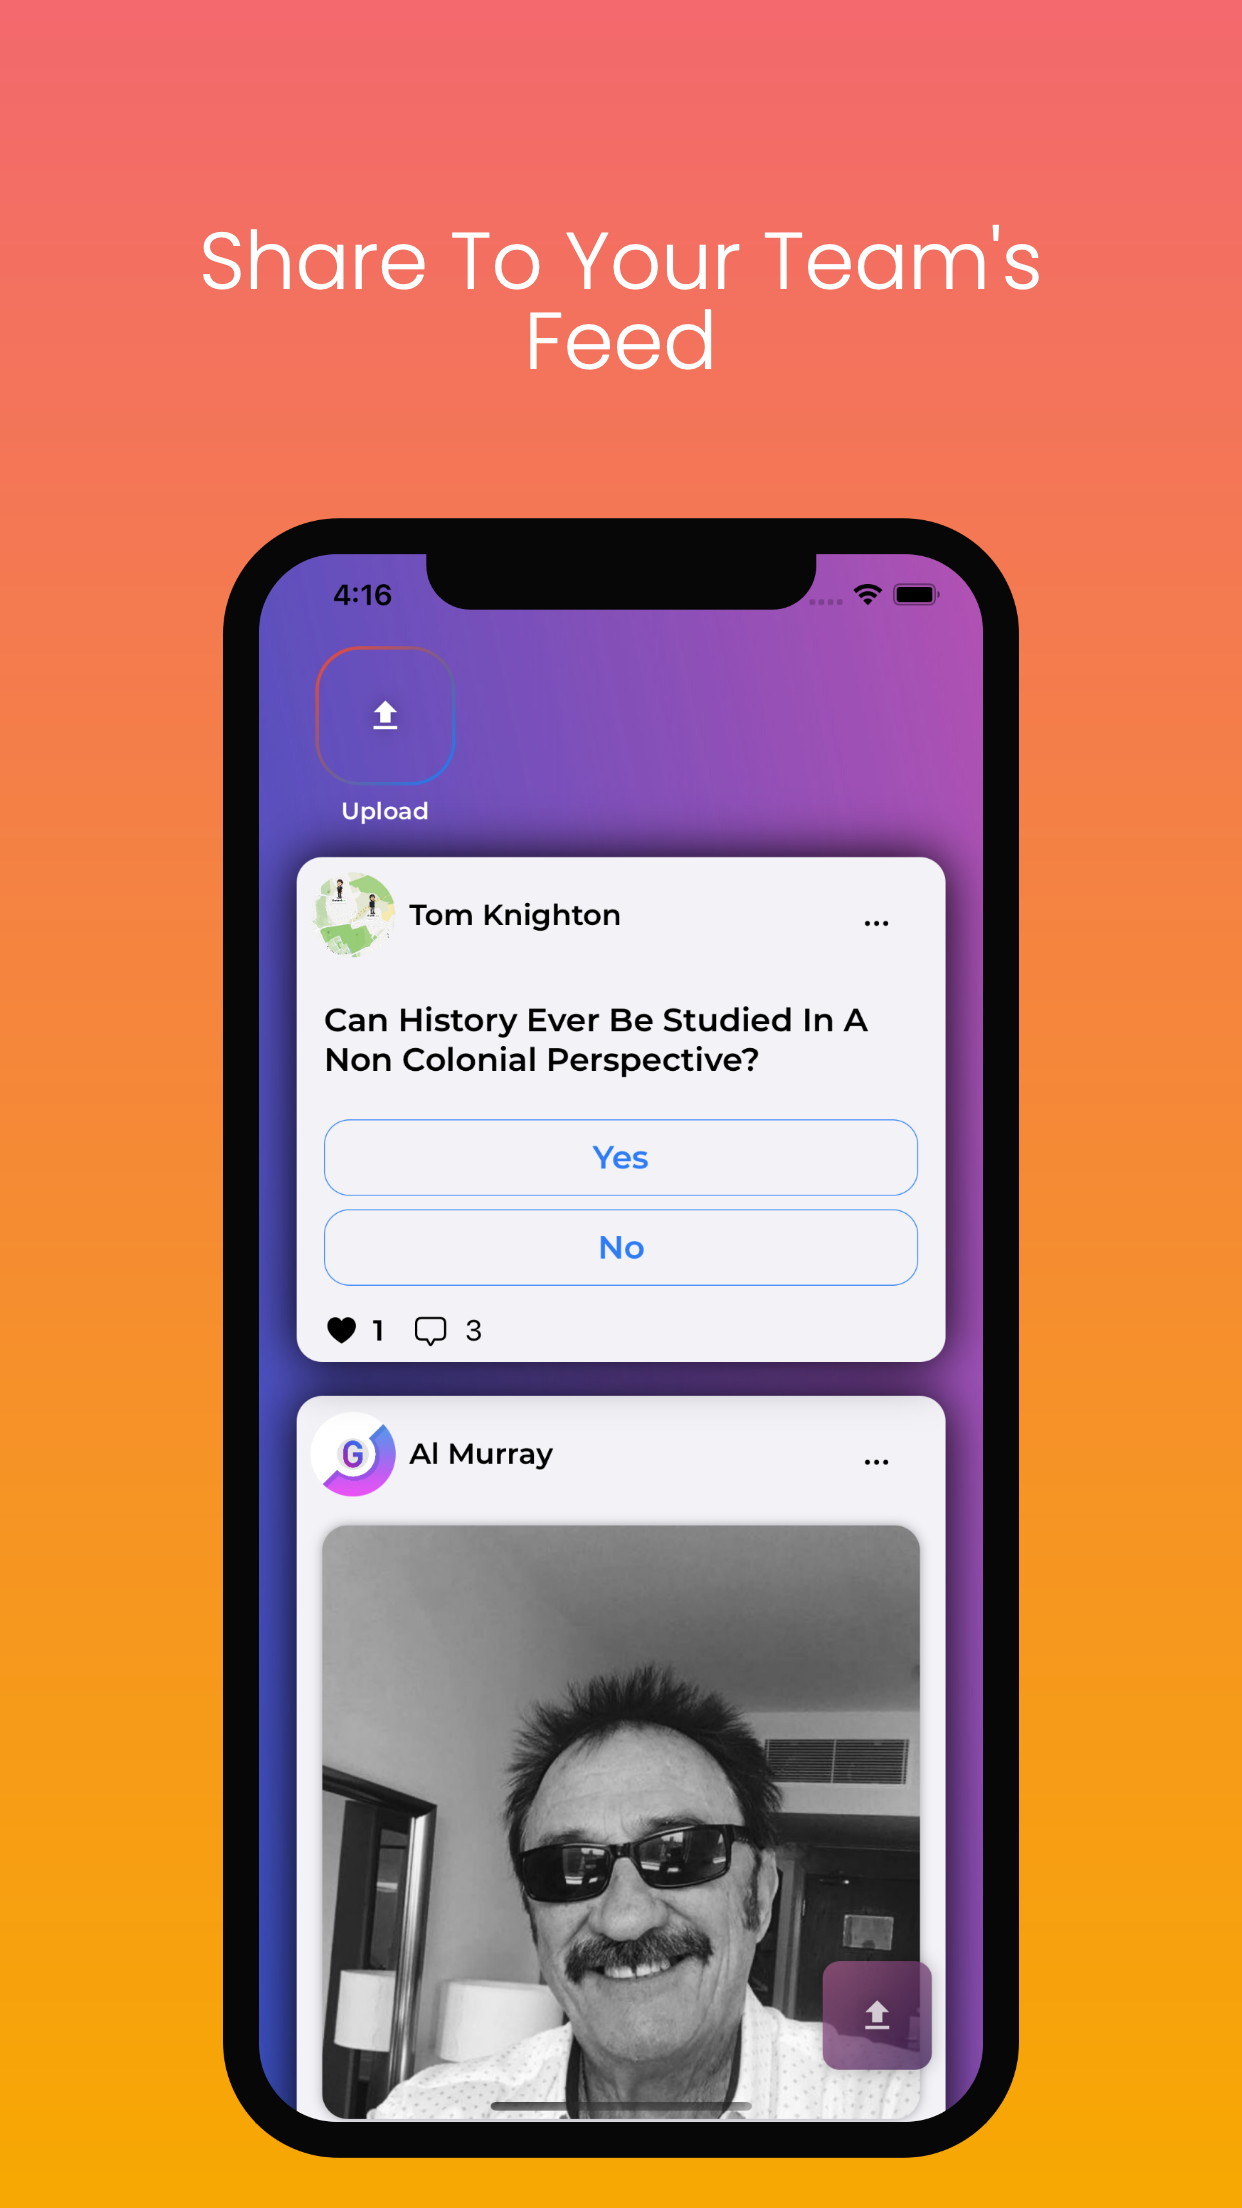 Share To Your Team's
Feed
4:16
Upload
Tom Knighton
...
Can History Ever Be Studied In A
Non Colonial Perspective?
Yes
No
1 3
G
Al Murray
...